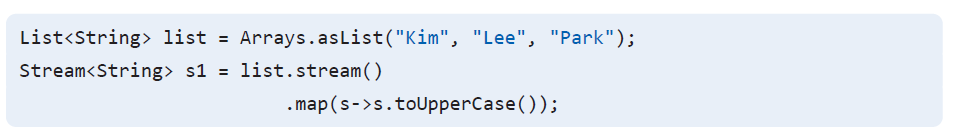 List<String> list = Arrays.asList("Kim", "Lee", "Park");
Stream<String> s1 = list.stream()
.map(s->s.toUpperCase());